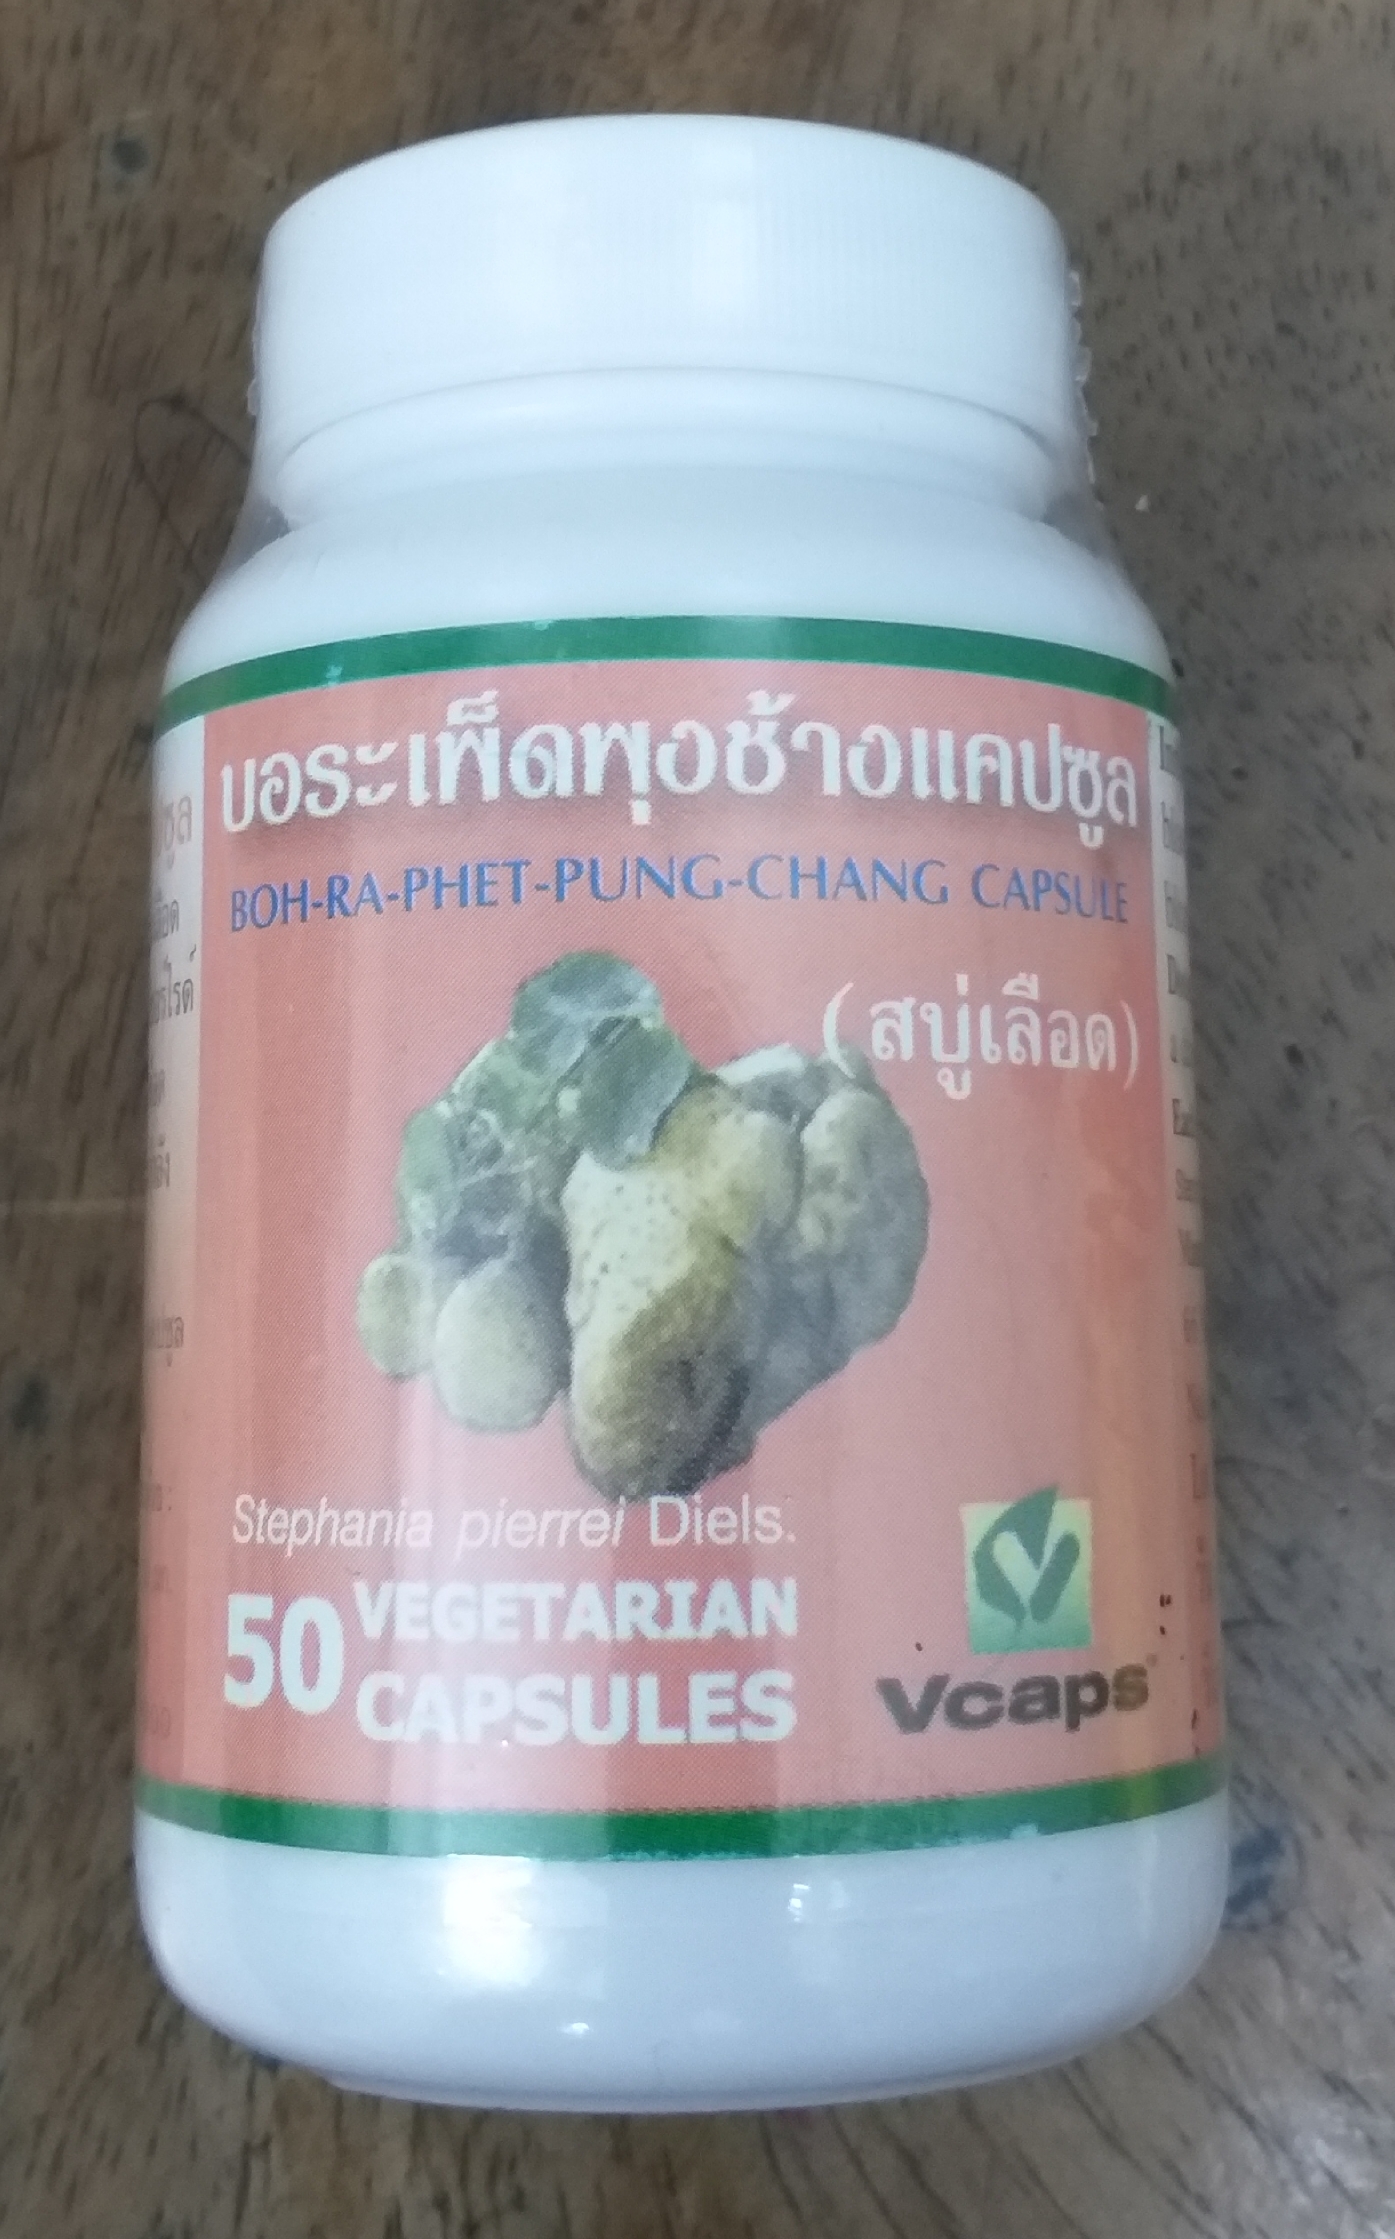 บอระเพ็ดพุงช้างแคปซูล
BOH-RA-PHET-PUNG-CHANG CAPSULE
(สบู่เลือด)
Stephania pierrei Diels.
50 VEGETARIAN
CAPSULES
Vcaps